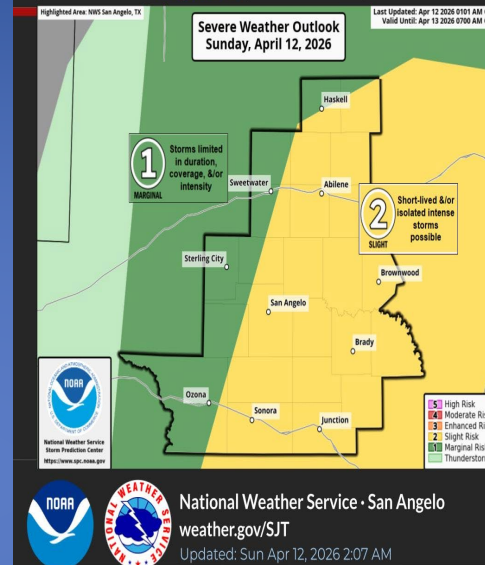 Highlighted Area: NWS San Angelo, TX
Last Updated: Apr 12 2026 0101 AM
Valid Until: Apr 13 2026 0700 AM
Severe Weather Outlook
Sunday, April 12, 2026
Haskell
1
MARGINAL
Storms limited
in duration,
coverage, &/or
intensity
Sweetwater
Abilene
2
SLIGHT
Short-lived &/or
isolated intense
storms
possible
Sterling City
Brownwood
San Angelo
Brady
Ozona
Sonora
Junction
NOAA
National Weather Service
Storm Prediction Center
https://www.spc.noaa.gov
5 High Risk
4 Moderate Ris
3 Enhanced Ri
2 Slight Risk
1 Marginal Risk
Thunderstor
NOAA
NATIONAL WEATHER SERVICE
National Weather Service · San Angelo
weather.gov/SJT
Updated: Sun Apr 12, 2026 2:07 AM